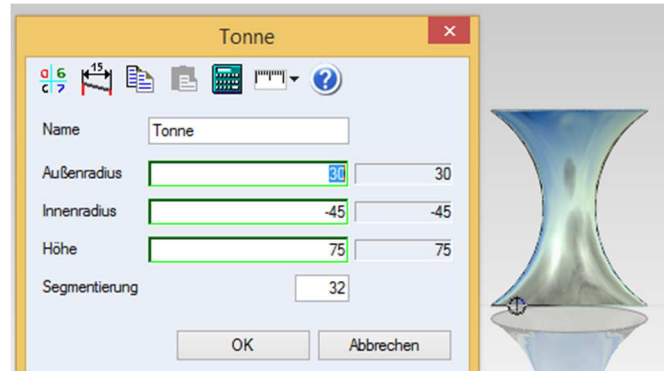 Tonne
a 6
c 7
15
Name Tonne
Außenradius 30 30
Innenradius -45 -45
Höhe 75 75
Segmentierung 32
OK Abbrechen